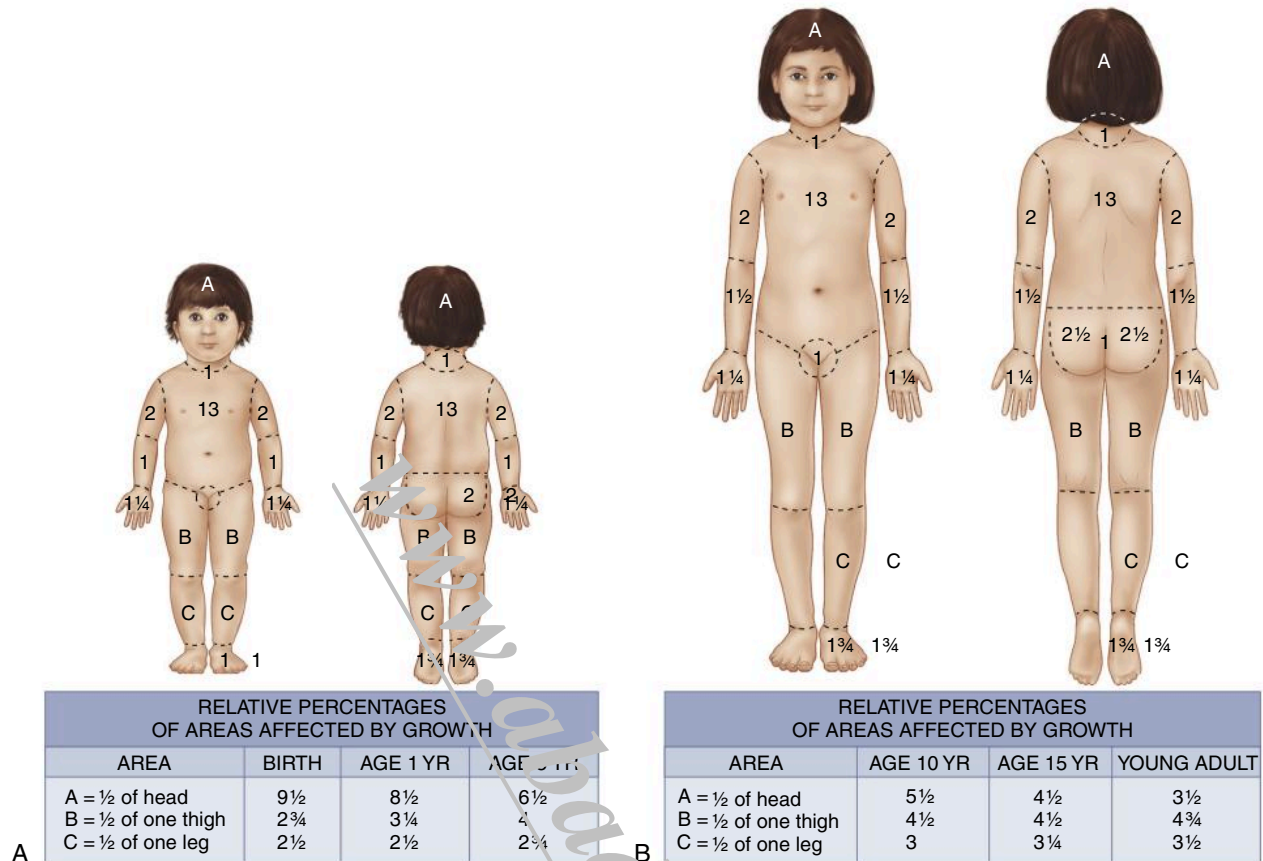 A
A
1
1
13
2
2
2
13
2
1
1
1
1
1¼
1¼
2
2
1¼
B
B
B
C
C
C
1
1
1¾
1¾
RELATIVE PERCENTAGES
OF AREAS AFFECTED BY GROWTH
AREA BIRTH AGE 1 YR
A = ½ of head 9½ 8½ 6½
B = ½ of one thigh 2¾ 3¼ 4
C = ½ of one leg 2½ 2½ 2¾
A
A
A
1
1
13
2
2
13
2
2
1½
1½
1½
1½
1
2½
1
2½
1¼
1¼
1¼
1¼
B
B
B
B
C
C
C
C
1¾
1¾
1¾
1¾
RELATIVE PERCENTAGES
OF AREAS AFFECTED BY GROWTH
AREA AGE 10 YR AGE 15 YR YOUNG ADULT
A = ½ of head 5½ 4½ 3½
B = ½ of one thigh 4½ 4½ 4¾
C = ½ of one leg 3 3¼ 3½
B